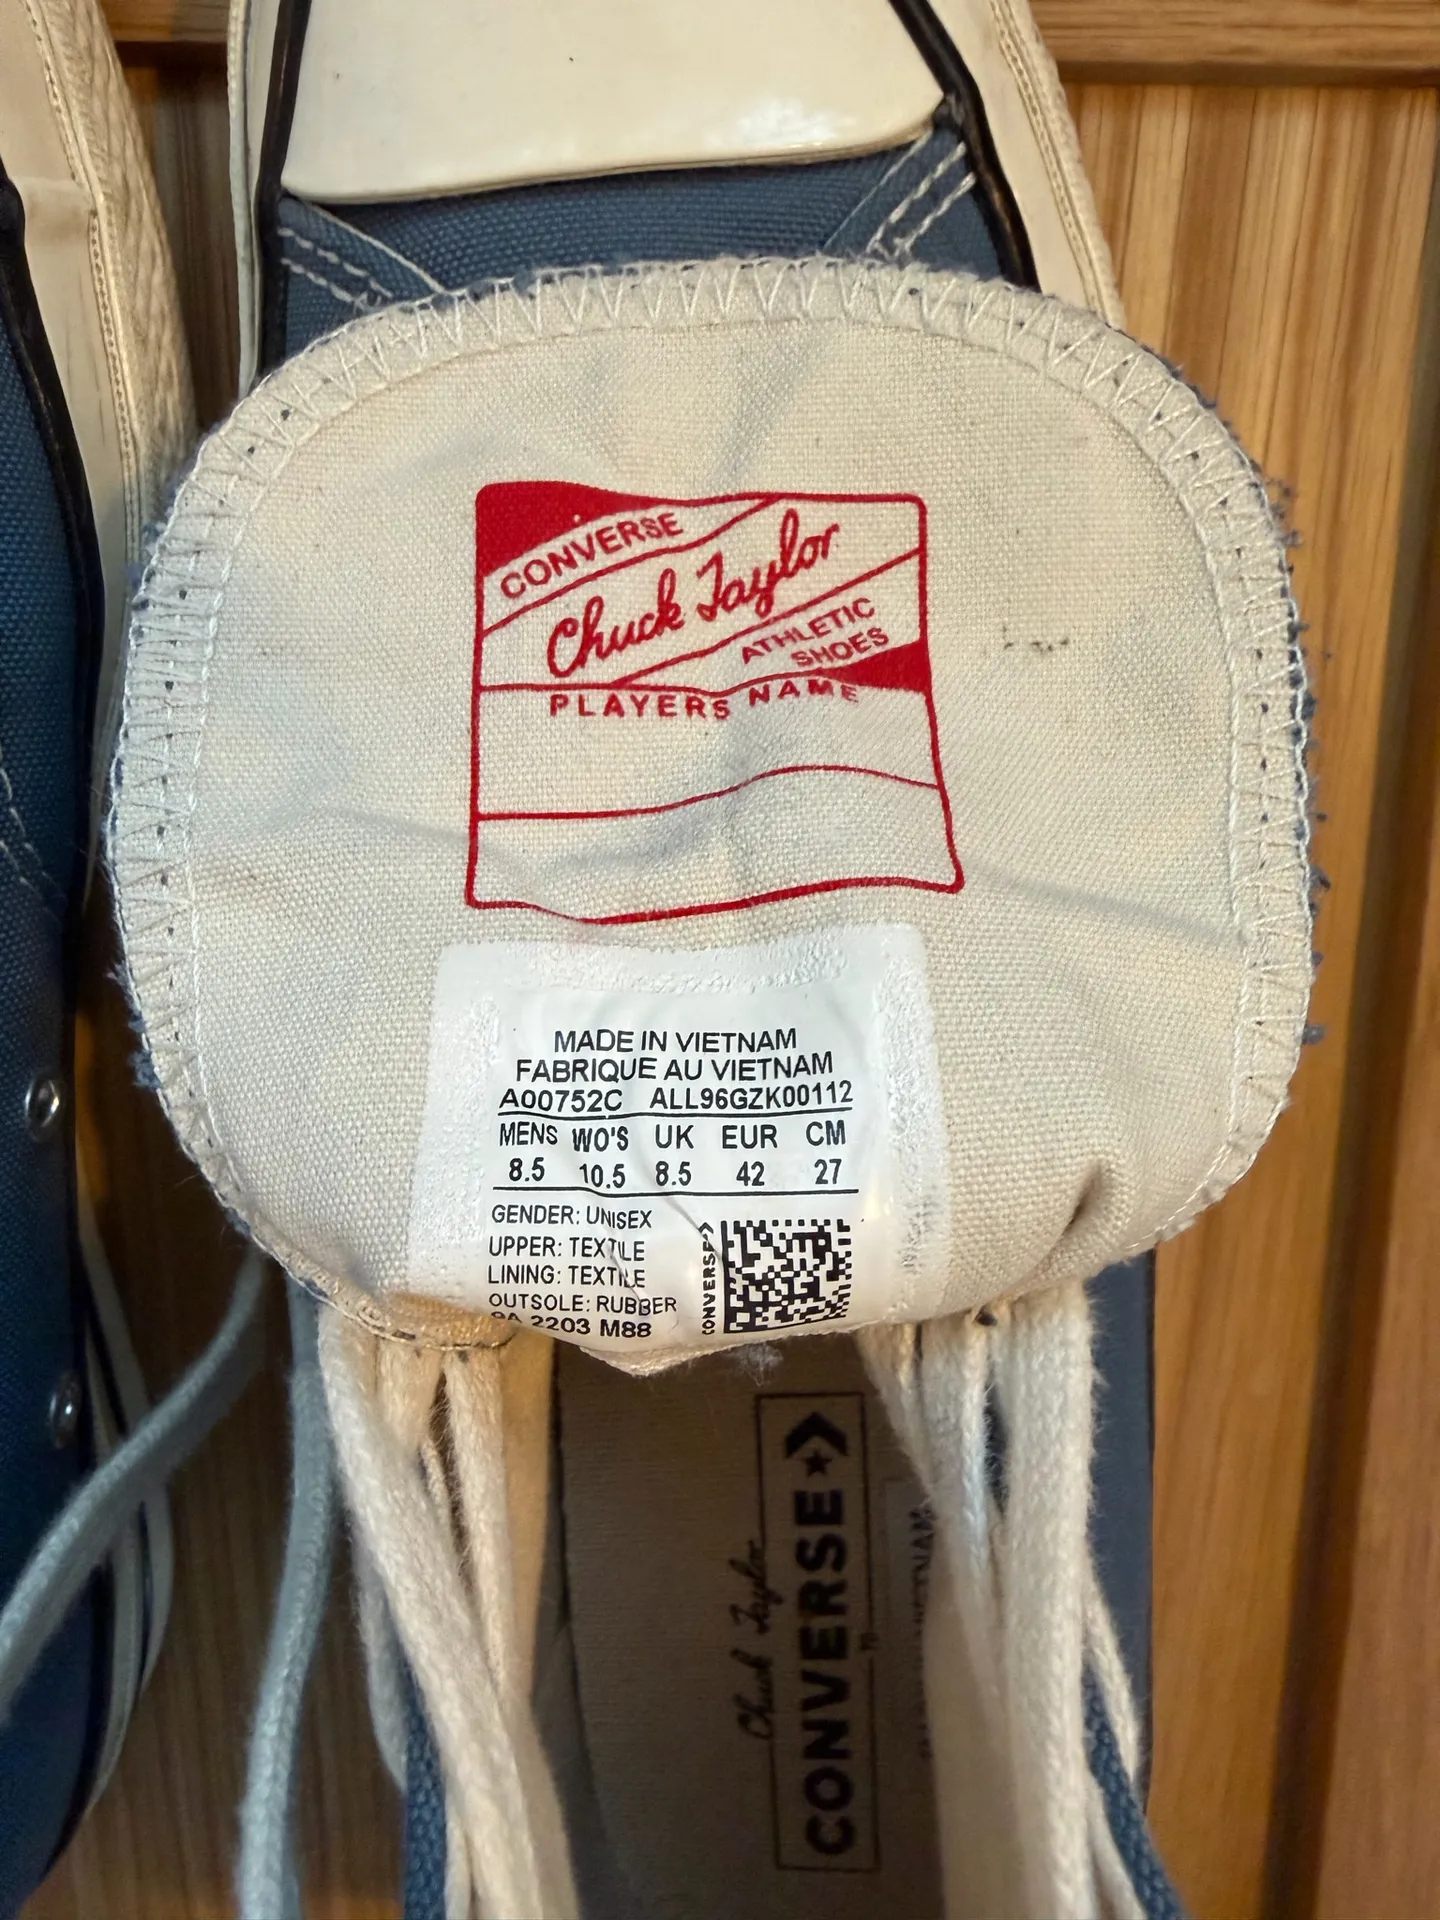 CONVERSE
Chuck Taylor
ATHLETIC
SHOES
PLAYERS NAME
MADE IN VIETNAM
FABRIQUE AU VIETNAM
A00752C ALL96GZK00112
MENS WO'S UK EUR CM
8.5 10.5 8.5 42 27
GENDER: UNISEX
UPPER: TEXTILE
LINING: TEXTILE
OUTSOLE: RUBBER
9A 2203 M88
CONVERSE
Chuck Taylor
CONVERSE